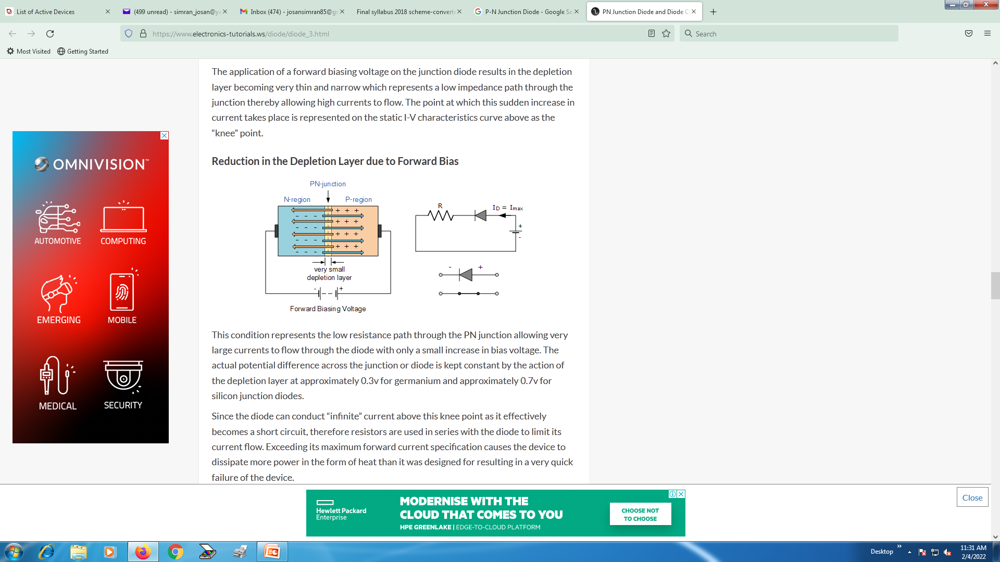 List of Active Devices
(499 unread) - simran_josan@ya
Inbox (474) - josansimran85@g
Final syllabus 2018 scheme-converte
P-N Junction Diode - Google Se
PN Junction Diode and Diode C
https://www.electronics-tutorials.ws/diode/diode_3.html
Search
Most Visited
Getting Started
The application of a forward biasing voltage on the junction diode results in the depletion
layer becoming very thin and narrow which represents a low impedance path through the
junction thereby allowing high currents to flow. The point at which this sudden increase in
current takes place is represented on the static I-V characteristics curve above as the
“knee” point.
Reduction in the Depletion Layer due to Forward Bias
PN-junction
N-region
P-region
+ + +
- - -
+ + +
- - -
+ + +
- - -
+ + +
- - -
very small
depletion layer
- +
Forward Biasing Voltage
R
ID = Imax
+
-
- +
This condition represents the low resistance path through the PN junction allowing very
large currents to flow through the diode with only a small increase in bias voltage. The
actual potential difference across the junction or diode is kept constant by the action of
the depletion layer at approximately 0.3v for germanium and approximately 0.7v for
silicon junction diodes.
Since the diode can conduct “infinite” current above this knee point as it effectively
becomes a short circuit, therefore resistors are used in series with the diode to limit its
current flow. Exceeding its maximum forward current specification causes the device to
dissipate more power in the form of heat than it was designed for resulting in a very quick
failure of the device.
OMNIVISION™
AUTOMOTIVE
COMPUTING
EMERGING
MOBILE
MEDICAL
SECURITY
Hewlett Packard
Enterprise
MODERNISE WITH THE
CLOUD THAT COMES TO YOU
HPE GREENLAKE | EDGE-TO-CLOUD PLATFORM
CHOOSE NOT
TO CHOOSE
Close
Desktop
11:31 AM
2/4/2022